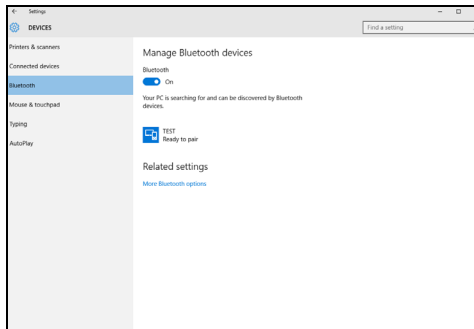 Settings
DEVICES
Find a setting
Printers & scanners
Connected devices
Bluetooth
Mouse & touchpad
Typing
AutoPlay
Manage Bluetooth devices
Bluetooth
On
Your PC is searching for and can be discovered by Bluetooth
devices.
TEST
Ready to pair
Related settings
More Bluetooth options